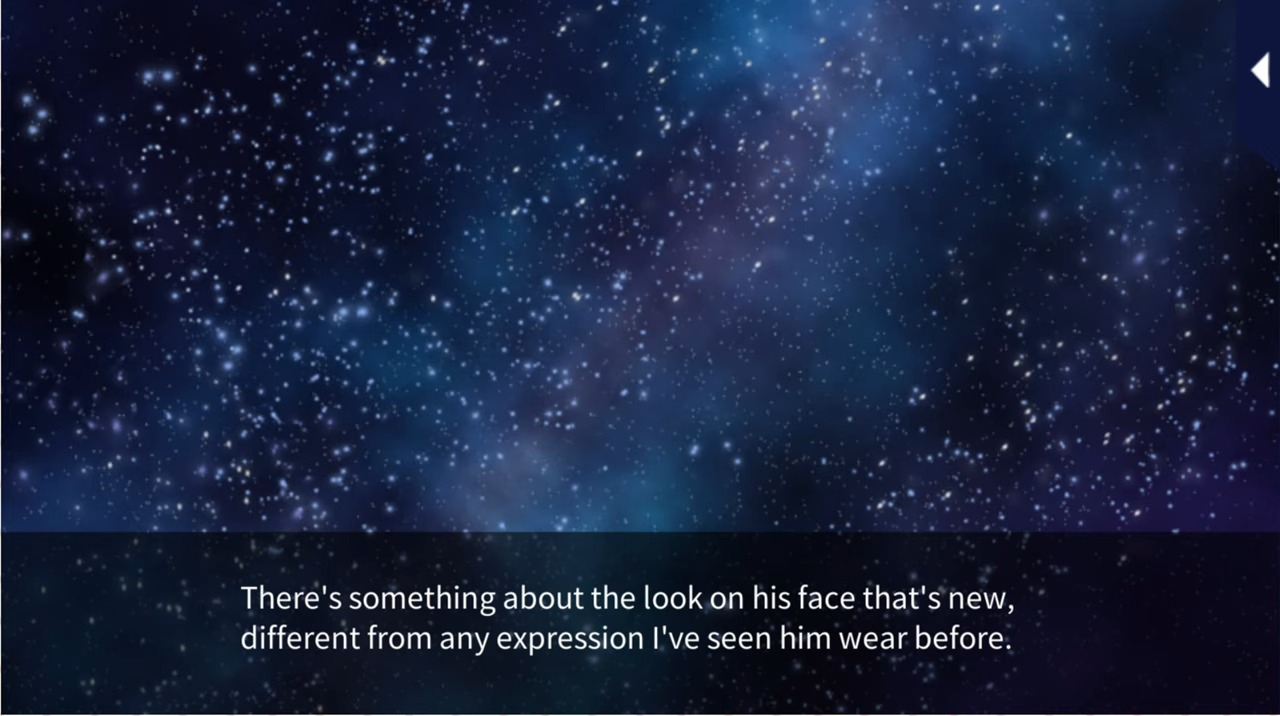 There's something about the look on his face that's new,
different from any expression I've seen him wear before.